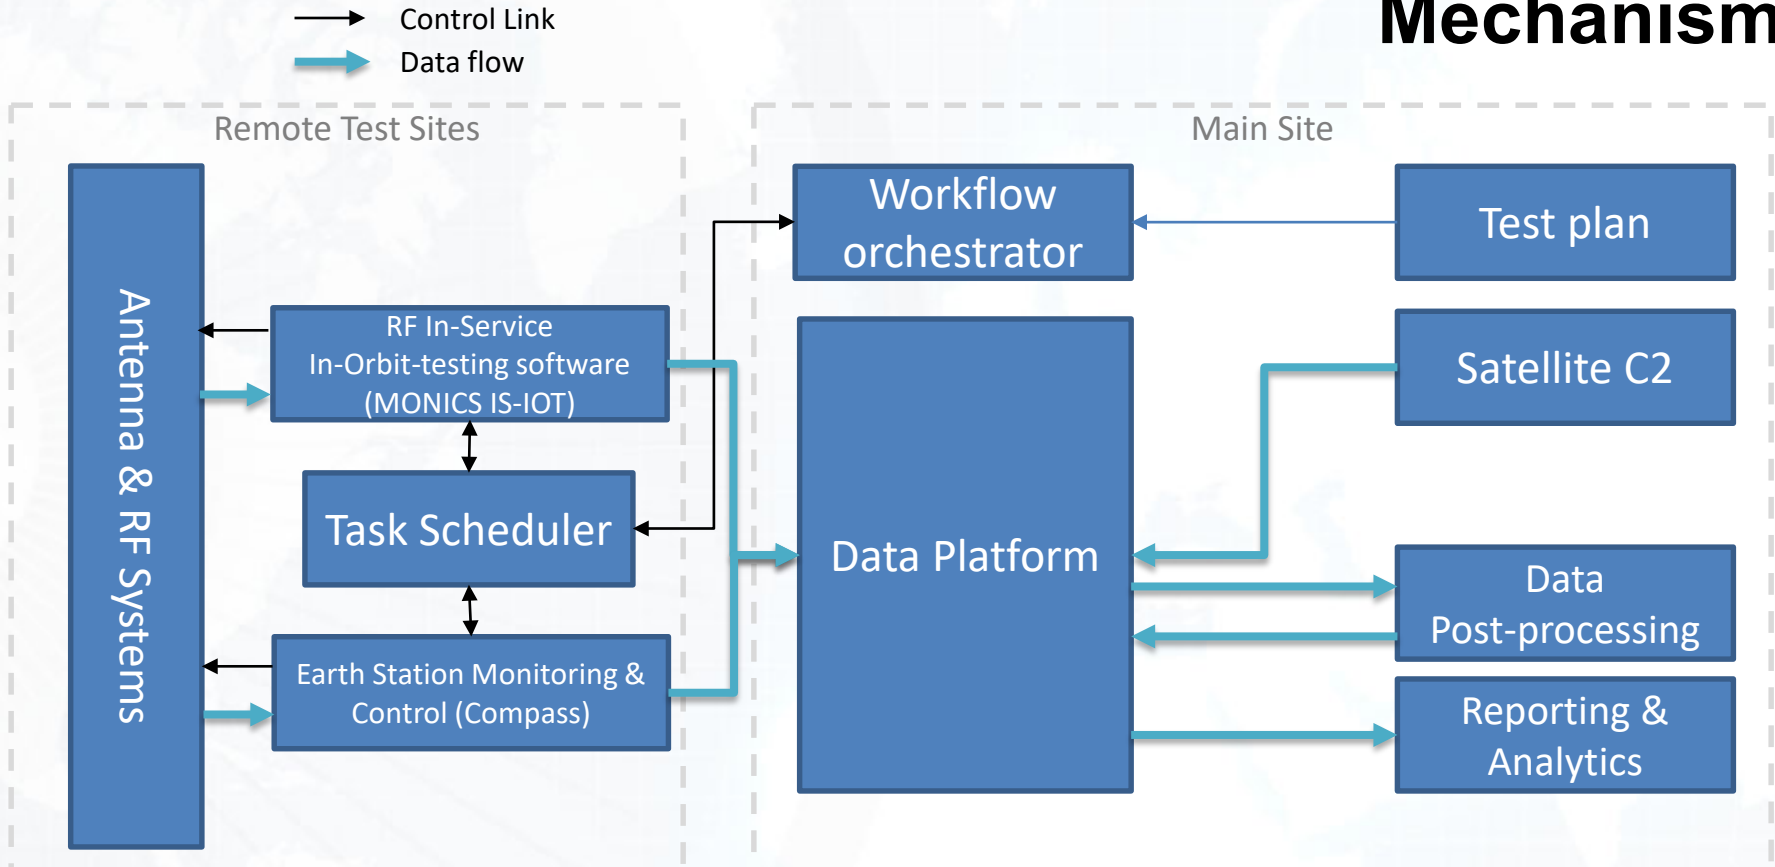 Mechanism
Control Link
Data flow
Remote Test Sites
Main Site
Antenna & RF Systems
RF In-Service
In-Orbit-testing software
(MONICS IS-IOT)
Task Scheduler
Earth Station Monitoring &
Control (Compass)
Workflow
orchestrator
Data Platform
Test plan
Satellite C2
Data
Post-processing
Reporting &
Analytics